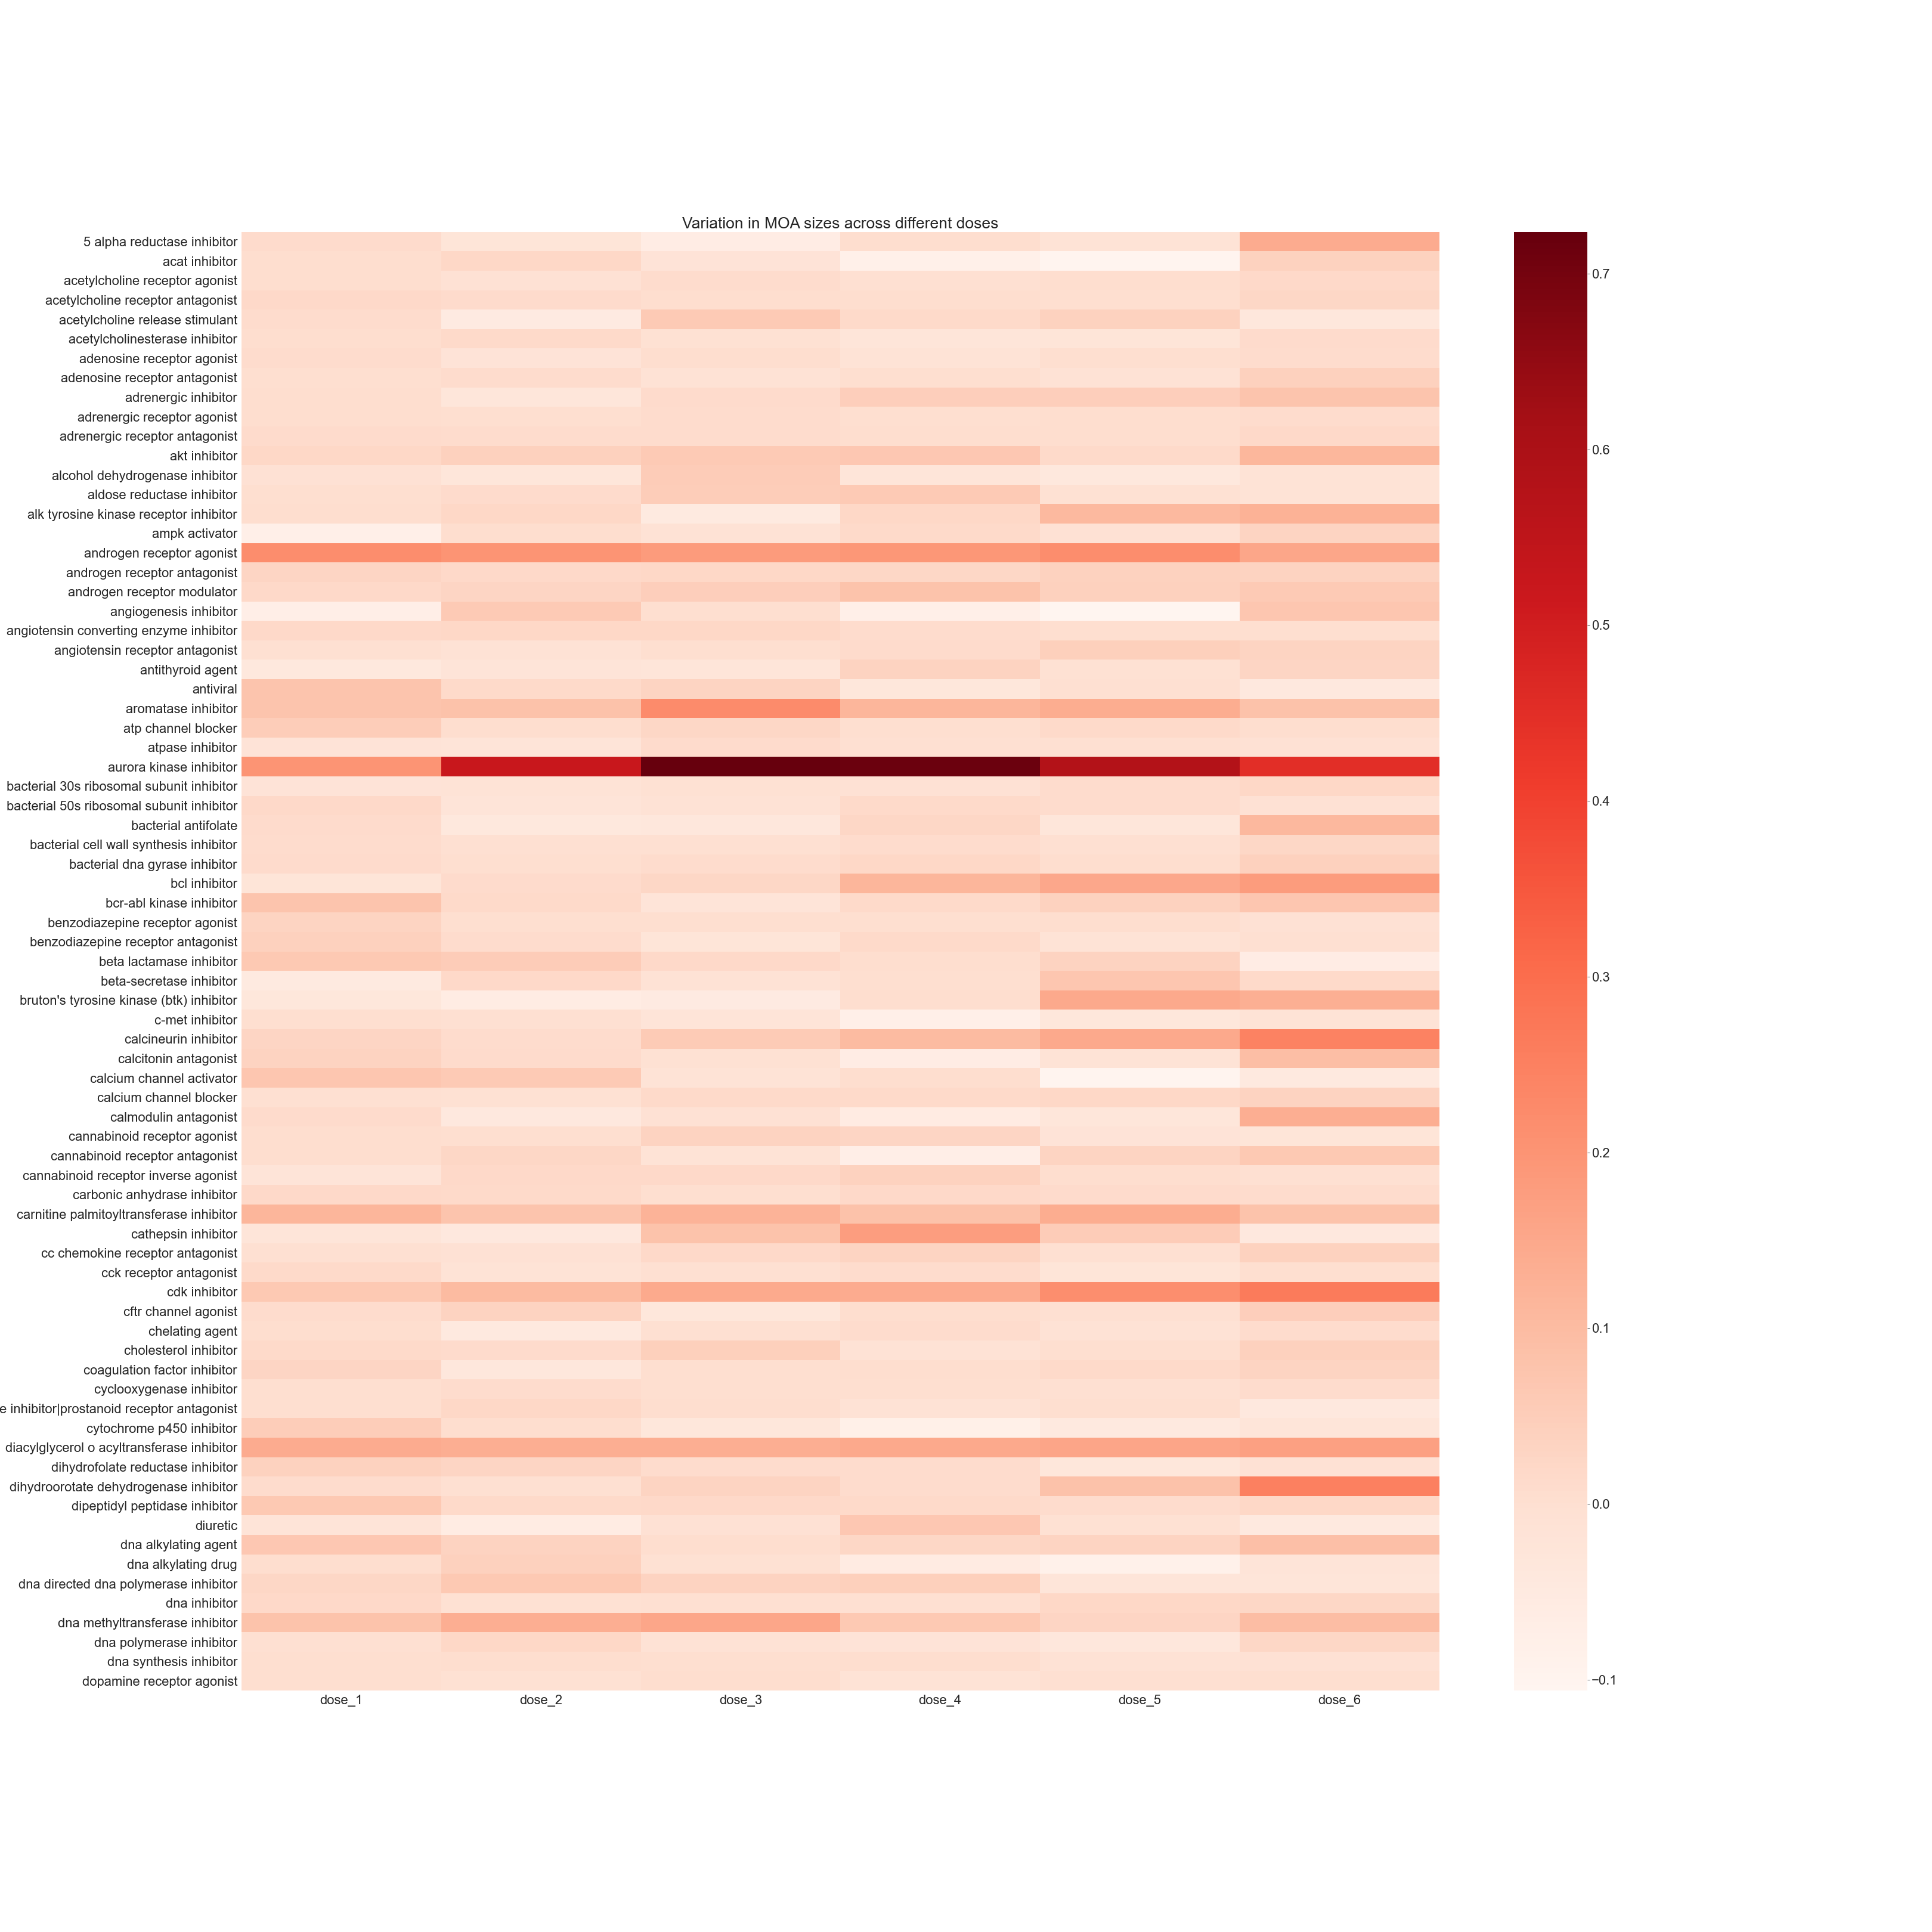 Variation in MOA sizes across different doses
5 alpha reductase inhibitor
acat inhibitor
acetylcholine receptor agonist
acetylcholine receptor antagonist
acetylcholine release stimulant
acetylcholinesterase inhibitor
adenosine receptor agonist
adenosine receptor antagonist
adrenergic inhibitor
adrenergic receptor agonist
adrenergic receptor antagonist
akt inhibitor
alcohol dehydrogenase inhibitor
aldose reductase inhibitor
alk tyrosine kinase receptor inhibitor
ampk activator
androgen receptor agonist
androgen receptor antagonist
androgen receptor modulator
angiogenesis inhibitor
angiotensin converting enzyme inhibitor
angiotensin receptor antagonist
antithyroid agent
antiviral
aromatase inhibitor
atp channel blocker
atpase inhibitor
aurora kinase inhibitor
bacterial 30s ribosomal subunit inhibitor
bacterial 50s ribosomal subunit inhibitor
bacterial antifolate
bacterial cell wall synthesis inhibitor
bacterial dna gyrase inhibitor
bcl inhibitor
bcr-abl kinase inhibitor
benzodiazepine receptor agonist
benzodiazepine receptor antagonist
beta lactamase inhibitor
beta-secretase inhibitor
bruton's tyrosine kinase (btk) inhibitor
c-met inhibitor
calcineurin inhibitor
calcitonin antagonist
calcium channel activator
calcium channel blocker
calmodulin antagonist
cannabinoid receptor agonist
cannabinoid receptor antagonist
cannabinoid receptor inverse agonist
carbonic anhydrase inhibitor
carnitine palmitoyltransferase inhibitor
cathepsin inhibitor
cc chemokine receptor antagonist
cck receptor antagonist
cdk inhibitor
cftr channel agonist
chelating agent
cholesterol inhibitor
coagulation factor inhibitor
cyclooxygenase inhibitor
e inhibitor|prostanoid receptor antagonist
cytochrome p450 inhibitor
diacylglycerol o acyltransferase inhibitor
dihydrofolate reductase inhibitor
dihydroorotate dehydrogenase inhibitor
dipeptidyl peptidase inhibitor
diuretic
dna alkylating agent
dna alkylating drug
dna directed dna polymerase inhibitor
dna inhibitor
dna methyltransferase inhibitor
dna polymerase inhibitor
dna synthesis inhibitor
dopamine receptor agonist
dose_1 dose_2 dose_3 dose_4 dose_5 dose_6
0.7
0.6
0.5
0.4
0.3
0.2
0.1
0.0
−0.1